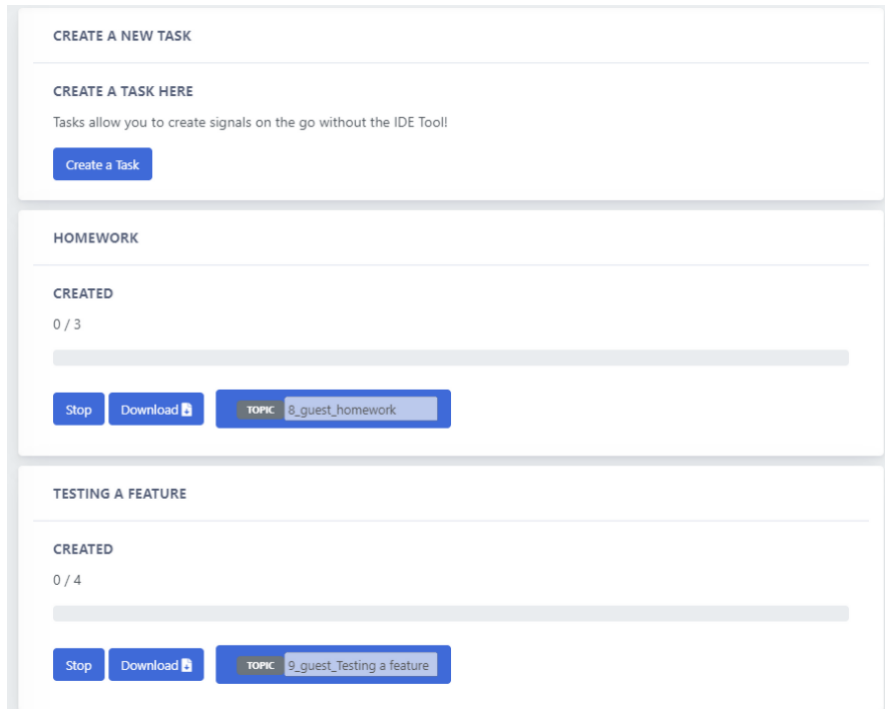 CREATE A NEW TASK
CREATE A TASK HERE
Tasks allow you to create signals on the go without the IDE Tool!
Create a Task
HOMEWORK
CREATED
0 / 3
Stop Download TOPIC 8_guest_homework
TESTING A FEATURE
CREATED
0 / 4
Stop Download TOPIC 9_guest_Testing a feature